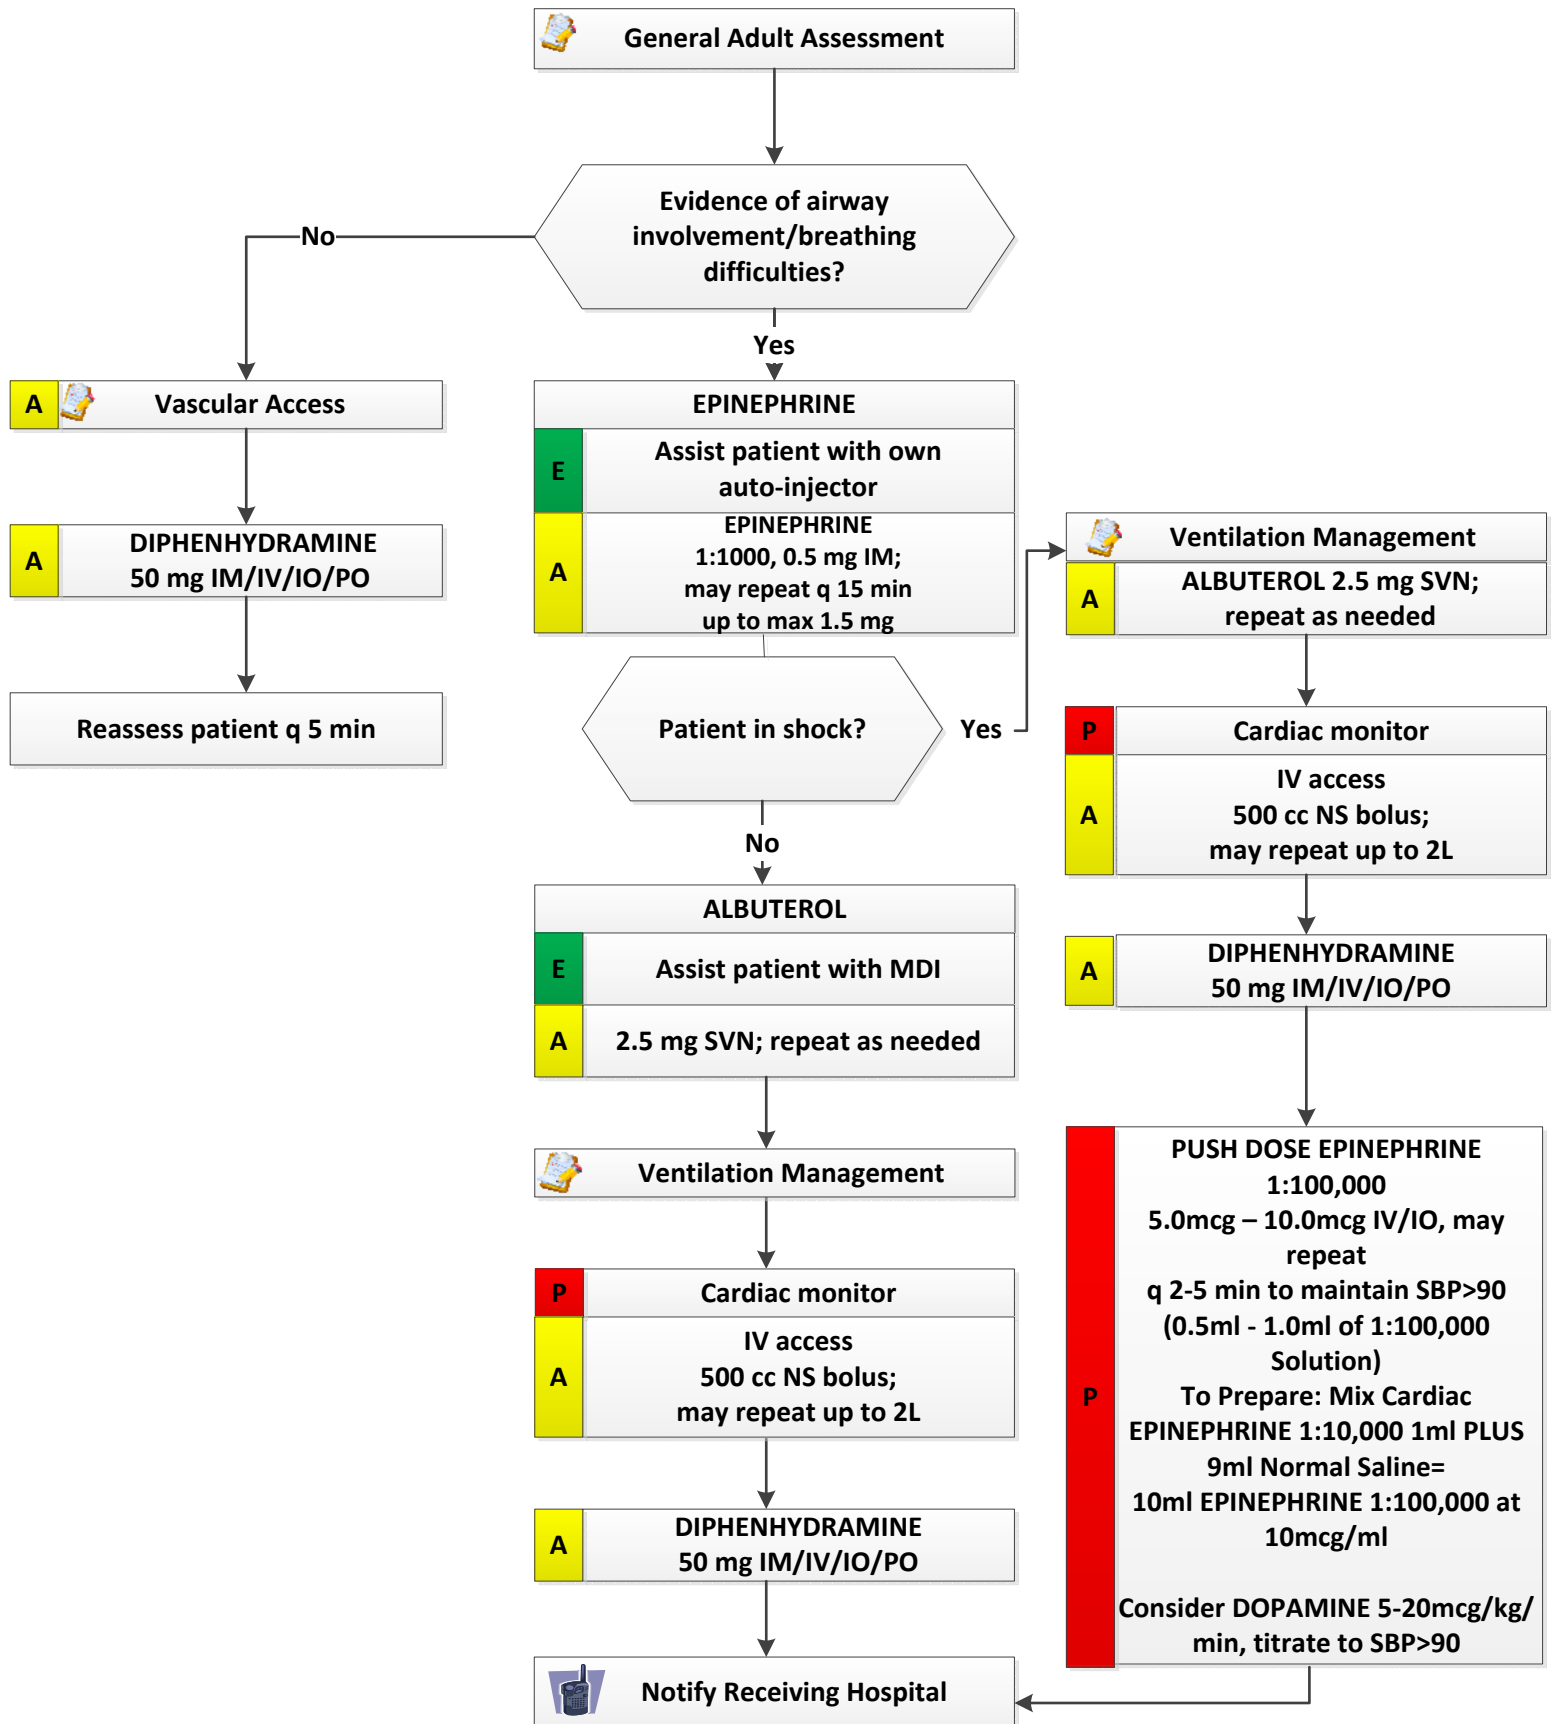 General Adult Assessment
Evidence of airway
involvement/breathing
difficulties?
No
Yes
A
Vascular Access
A
DIPHENHYDRAMINE
50 mg IM/IV/IO/PO
Reassess patient q 5 min
EPINEPHRINE
E
Assist patient with own
auto-injector
A
EPINEPHRINE
1:1000, 0.5 mg IM;
may repeat q 15 min
up to max 1.5 mg
Patient in shock?
Yes
No
ALBUTEROL
E
Assist patient with MDI
A
2.5 mg SVN; repeat as needed
Ventilation Management
P
Cardiac monitor
A
IV access
500 cc NS bolus;
may repeat up to 2L
A
DIPHENHYDRAMINE
50 mg IM/IV/IO/PO
Ventilation Management
A
ALBUTEROL 2.5 mg SVN;
repeat as needed
P
Cardiac monitor
A
IV access
500 cc NS bolus;
may repeat up to 2L
A
DIPHENHYDRAMINE
50 mg IM/IV/IO/PO
P
PUSH DOSE EPINEPHRINE
1:100,000
5.0mcg – 10.0mcg IV/IO, may
repeat
q 2-5 min to maintain SBP>90
(0.5ml - 1.0ml of 1:100,000
Solution)
To Prepare: Mix Cardiac
EPINEPHRINE 1:10,000 1ml PLUS
9ml Normal Saline=
10ml EPINEPHRINE 1:100,000 at
10mcg/ml
Consider DOPAMINE 5-20mcg/kg/
min, titrate to SBP>90
Notify Receiving Hospital